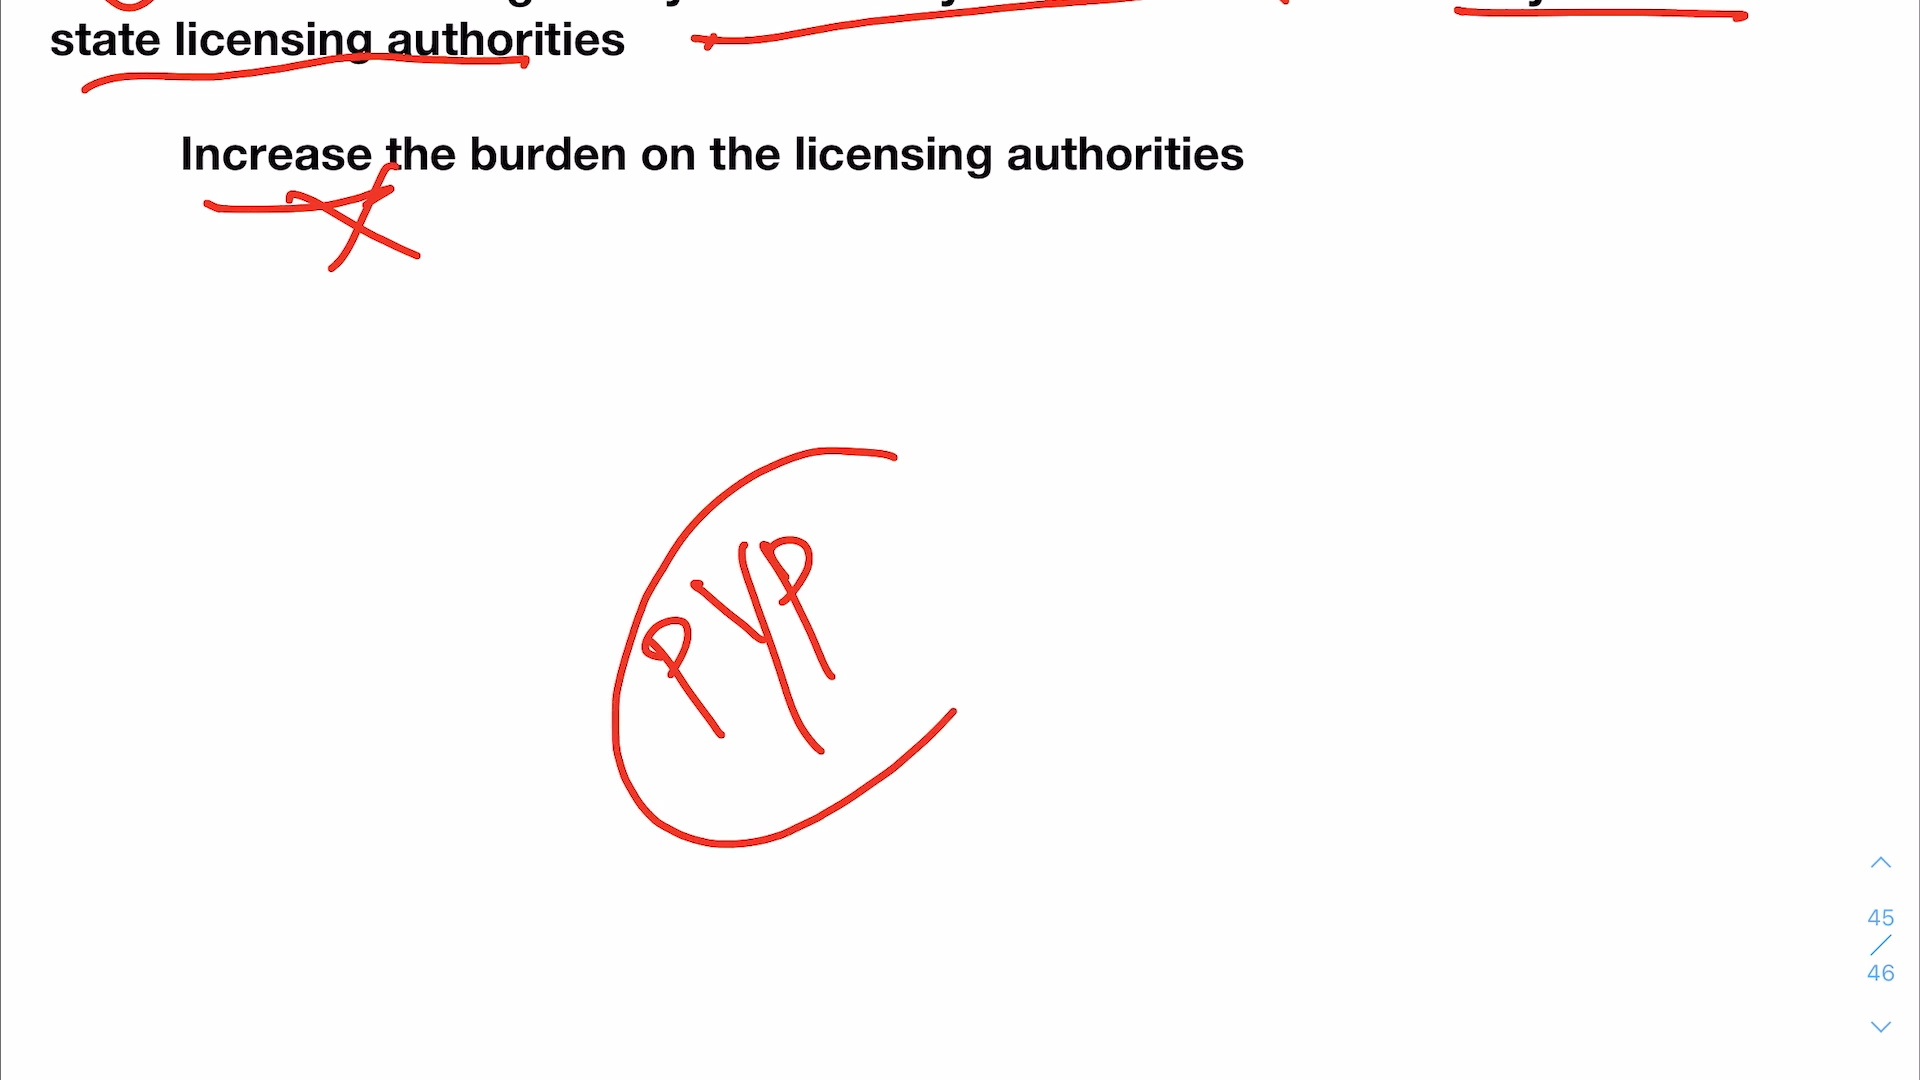 state licensing authorities
Increase the burden on the licensing authorities
PYP
45
46